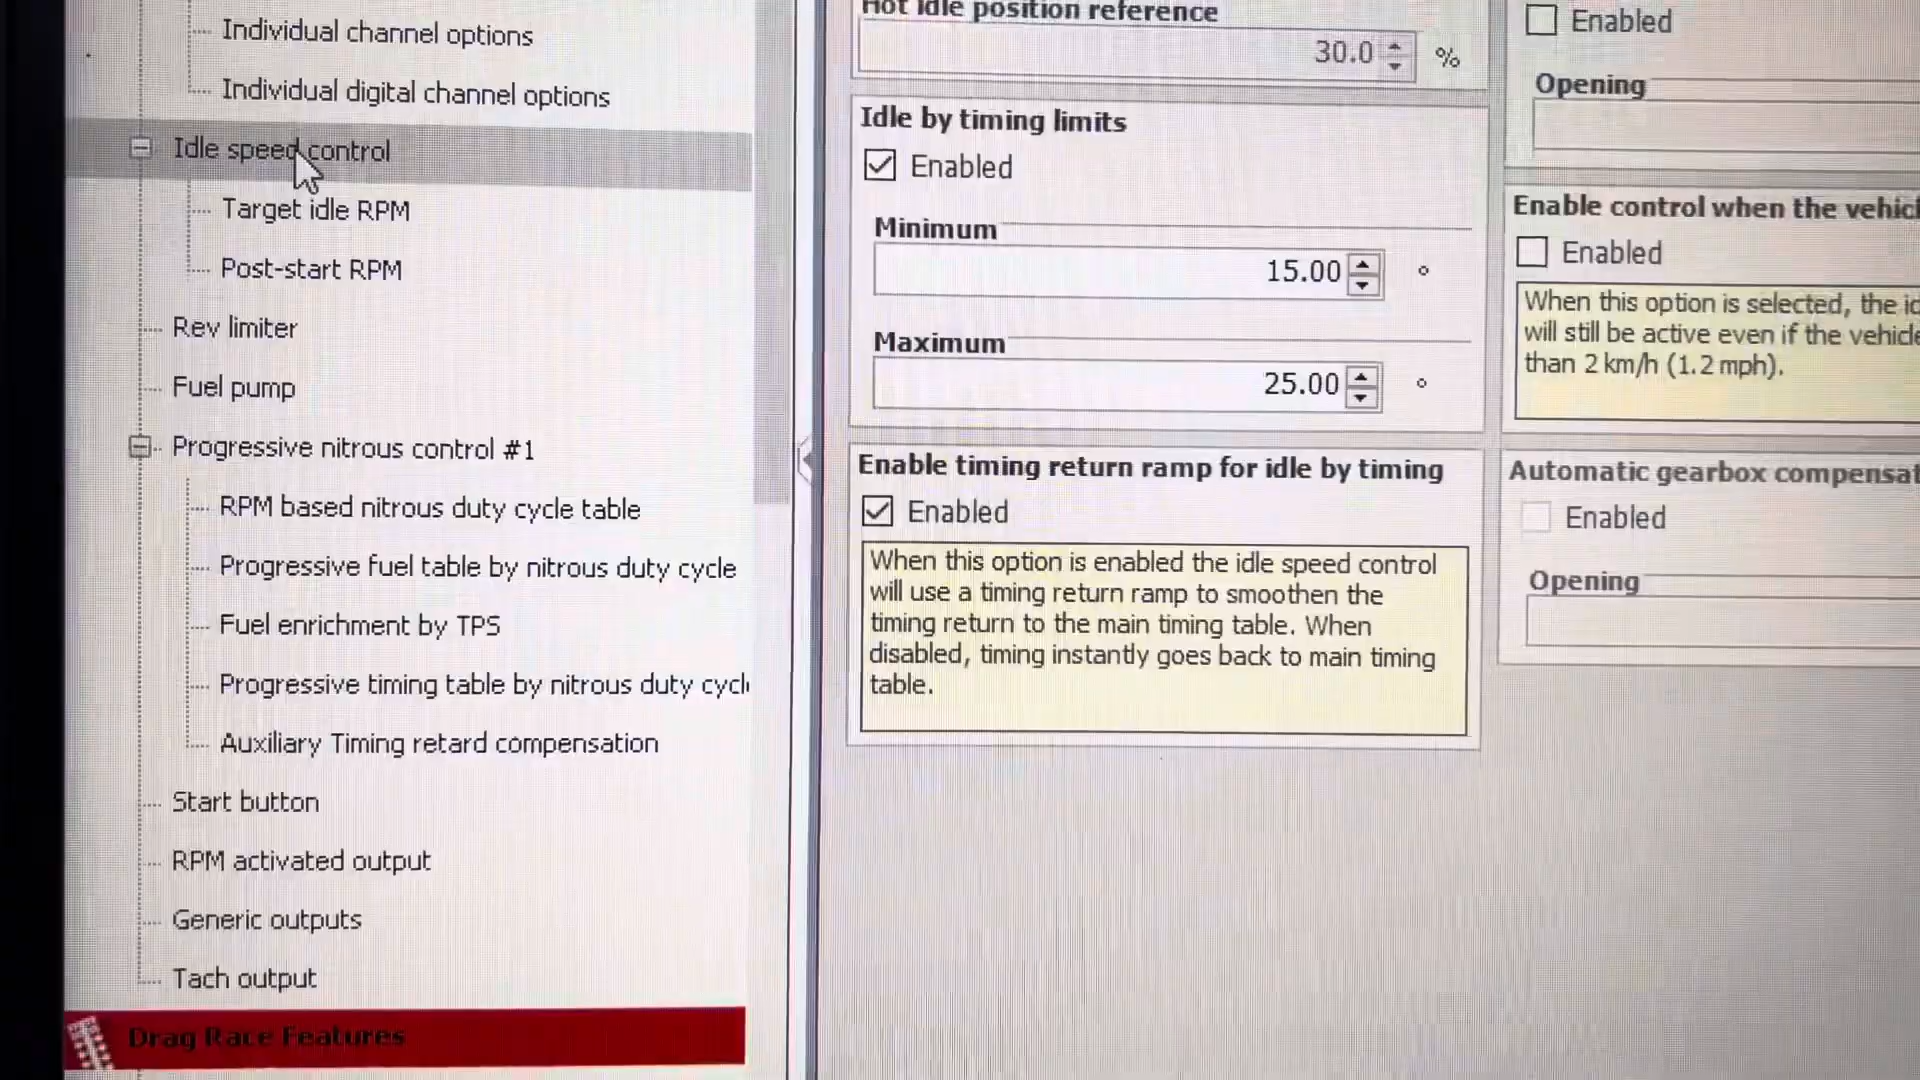 Individual channel options
Individual digital channel options
Idle speed control
Target idle RPM
Post-start RPM
Rev limiter
Fuel pump
Progressive nitrous control #1
RPM based nitrous duty cycle table
Progressive fuel table by nitrous duty cycle
Fuel enrichment by TPS
Progressive timing table by nitrous duty cycl
Auxiliary Timing retard compensation
Start button
RPM activated output
Generic outputs
Tach output
Drag Race Features
Hot idle position reference
30.0 %
Idle by timing limits
Enabled
Minimum
15.00 °
Maximum
25.00 °
Enable timing return ramp for idle by timing
Enabled
When this option is enabled the idle speed control
will use a timing return ramp to smoothen the
timing return to the main timing table. When
disabled, timing instantly goes back to main timing
table.
Enabled
Opening
Enable control when the vehic
Enabled
When this option is selected, the id
will still be active even if the vehicle
than 2 km/h (1.2 mph).
Automatic gearbox compensat
Enabled
Opening